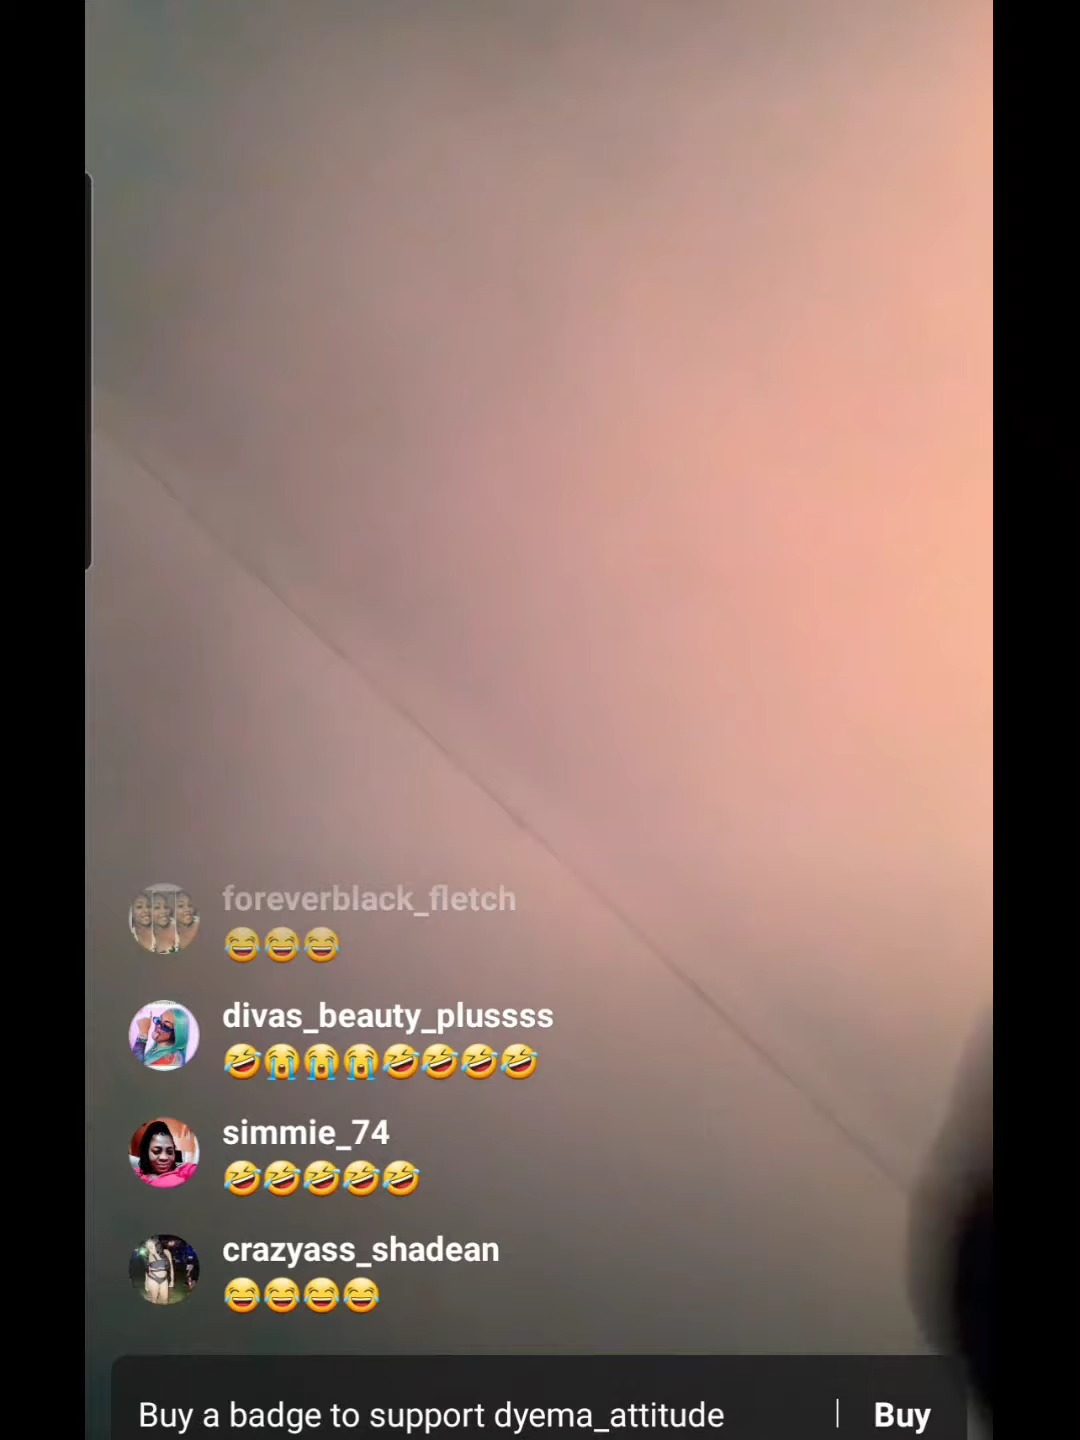 foreverblack_fletch
😂😂😂
divas_beauty_plussss
🤣😭😭😭🤣🤣🤣🤣
simmie_74
🤣🤣🤣🤣🤣
crazyass_shadean
😂😂😂😂
Buy a badge to support dyema_attitude | Buy